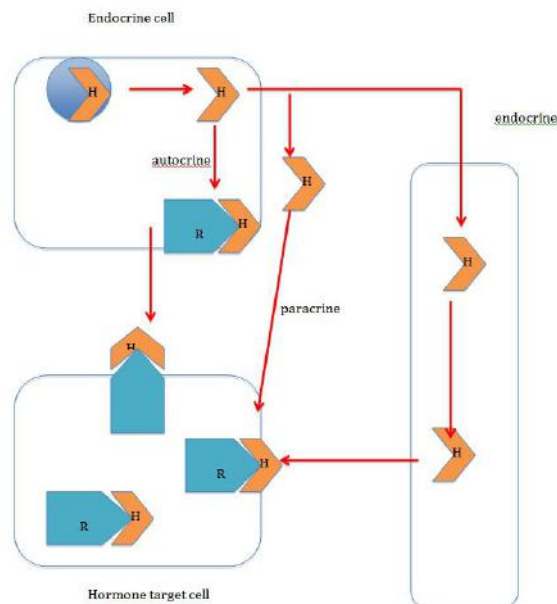 Endocrine cell
H
H
endocrine
autocrine
H
H
R
H
paracrine
H
H
H
R
H
R
Hormone target cell